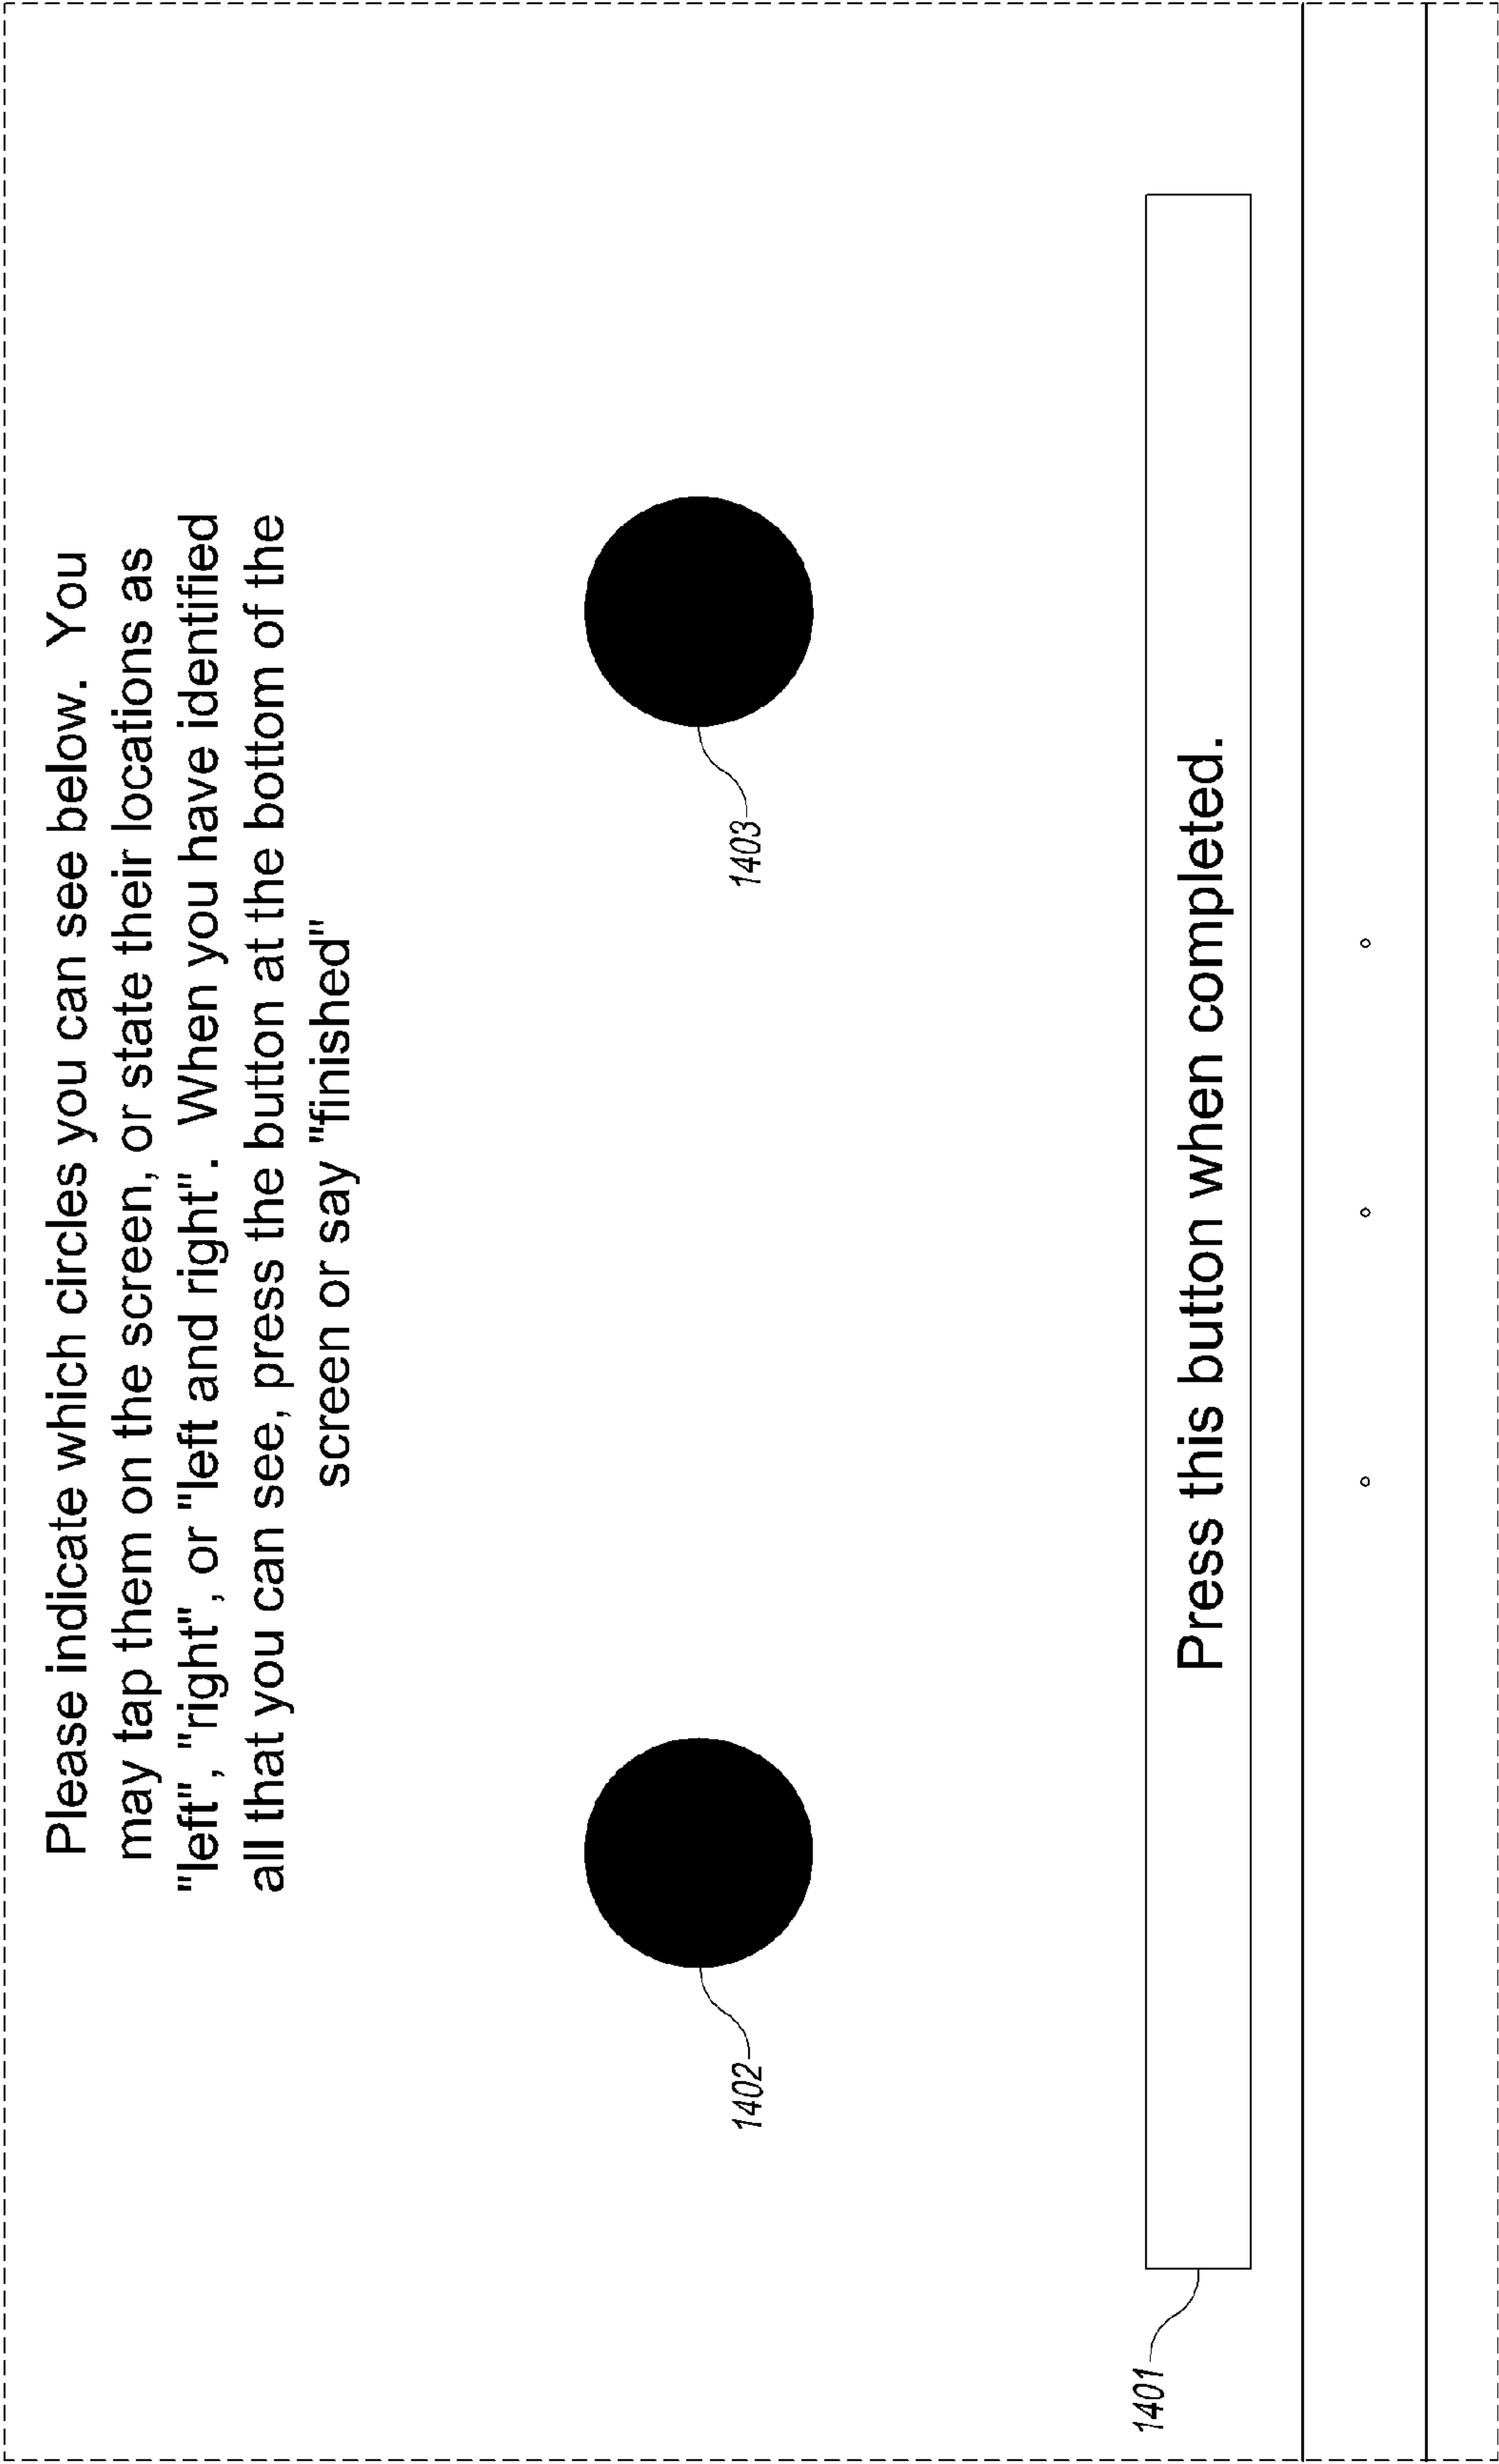 Please indicate which circles you can see below.  You
may tap them on the screen, or state their locations as
"left", "right", or "left and right".  When you have identified
all that you can see, press the button at the bottom of the
screen or say "finished"
1402
1403
Press this button when completed.
1401